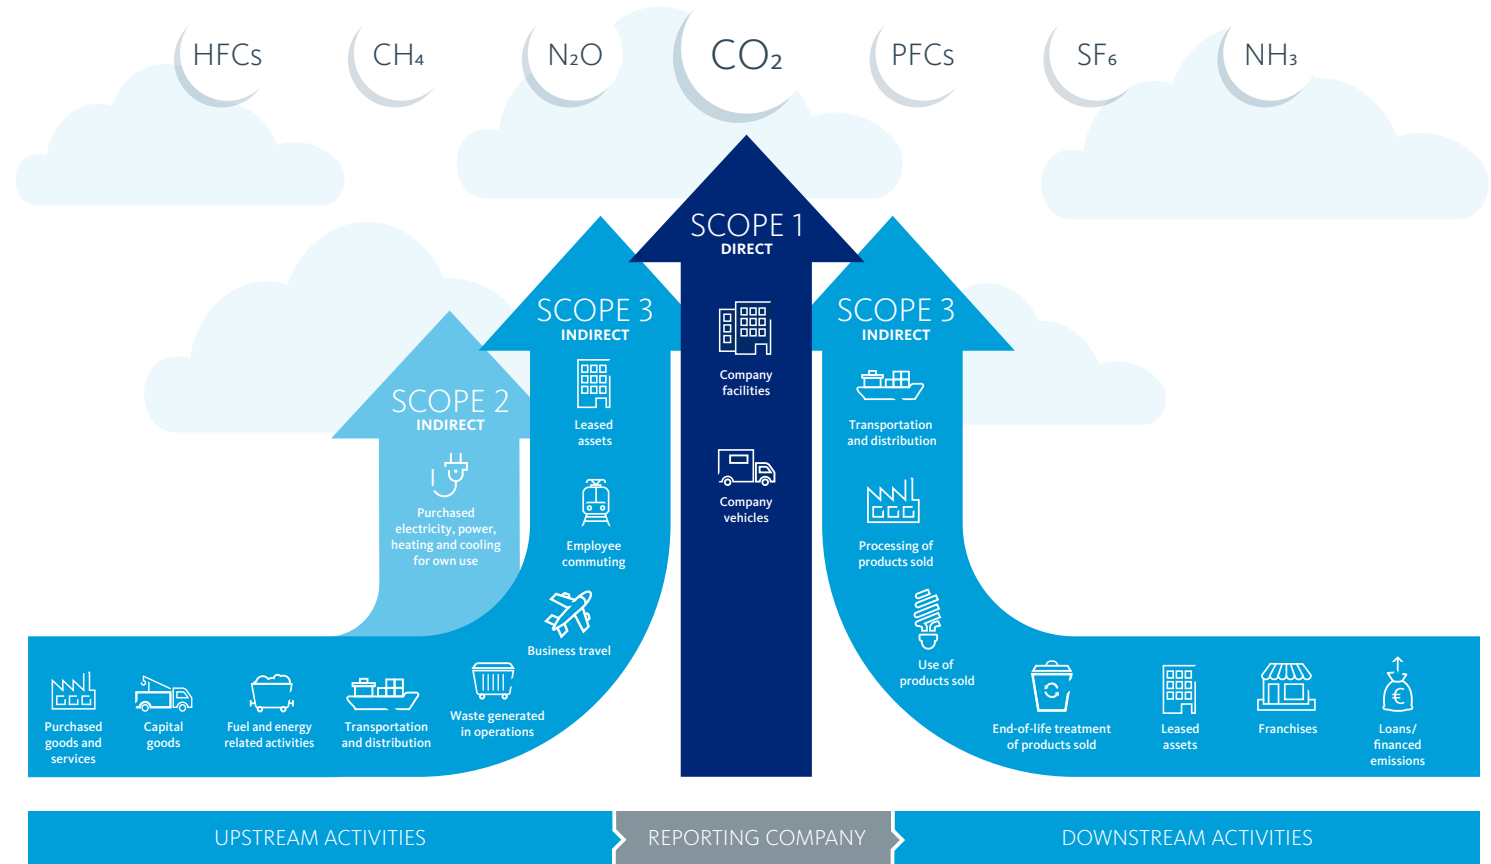 HFCs
CH₄
N₂O
CO₂
PFCs
SF₆
NH₃
SCOPE 2
INDIRECT
Purchased
electricity, power,
heating and cooling
for own use
SCOPE 3
INDIRECT
Leased
assets
Employee
commuting
Business travel
Waste generated
in operations
Transportation
and distribution
Fuel and energy
related activities
Capital
goods
Purchased
goods and
services
SCOPE 1
DIRECT
Company
facilities
Company
vehicles
SCOPE 3
INDIRECT
Transportation
and distribution
Processing of
products sold
Use of
products sold
End-of-life treatment
of products sold
Leased
assets
Franchises
€
Loans/
financed
emissions
UPSTREAM ACTIVITIES
REPORTING COMPANY
DOWNSTREAM ACTIVITIES